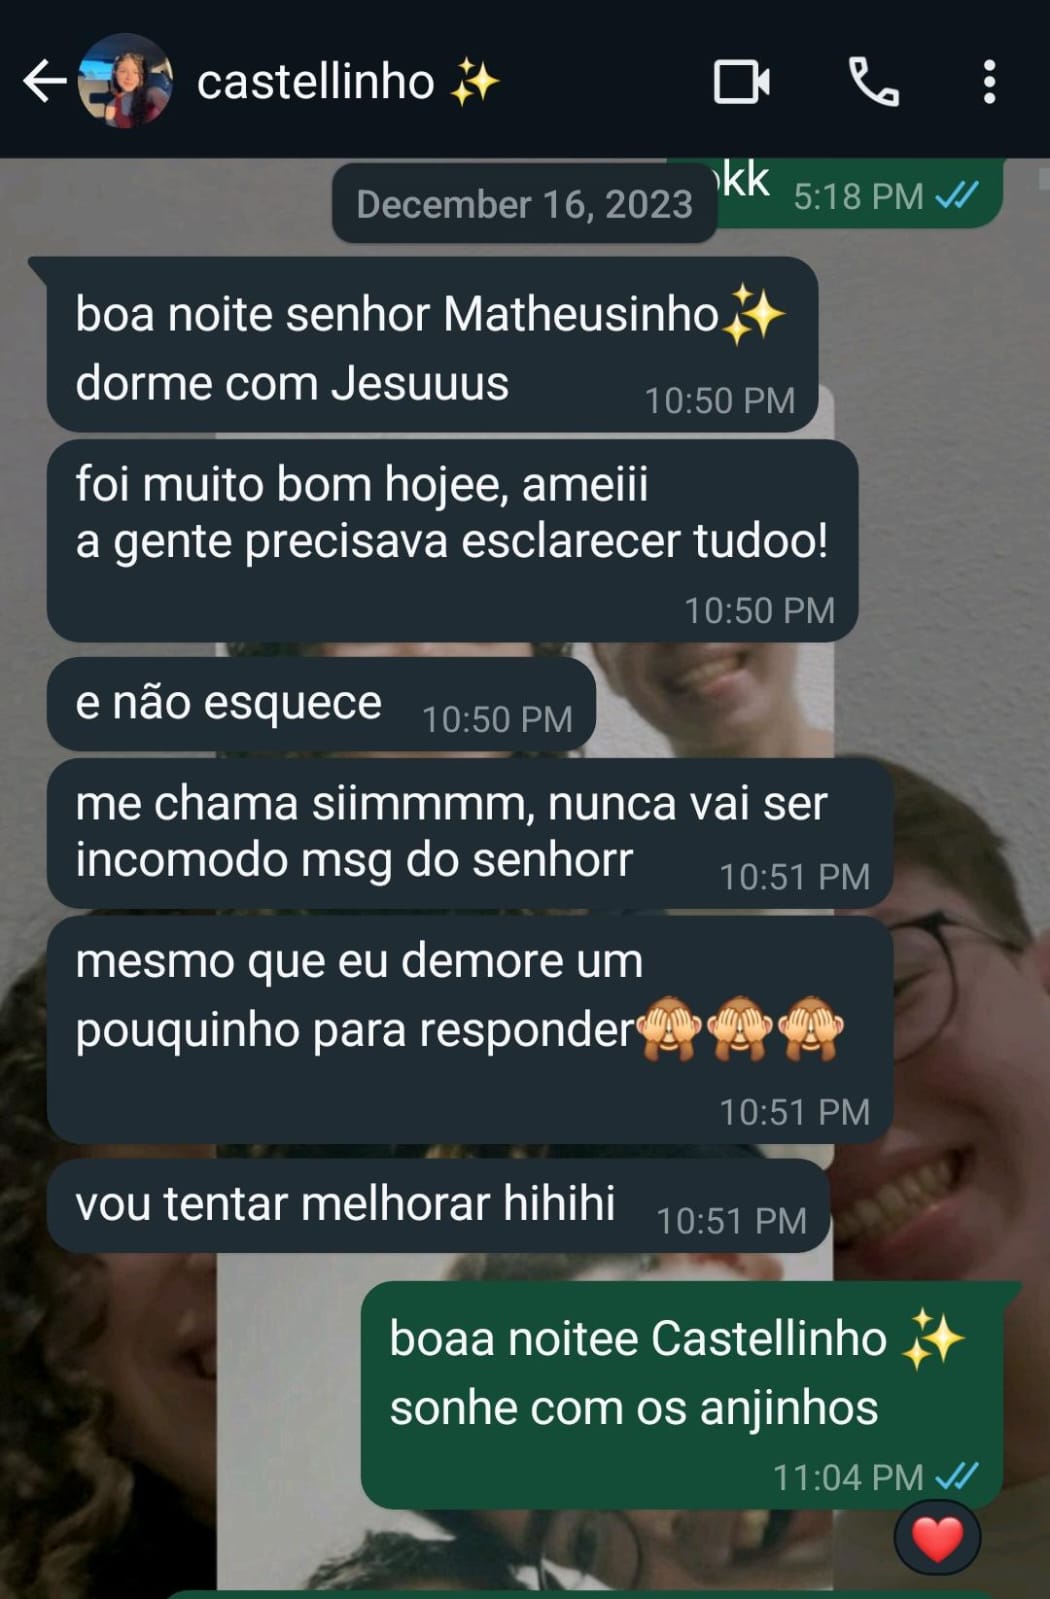 castellinho ✨
kk 5:18 PM
December 16, 2023
boa noite senhor Matheusinho✨
dorme com Jesuuus
10:50 PM
foi muito bom hojee, ameiii
a gente precisava esclarecer tudoo!
10:50 PM
e não esquece 10:50 PM
me chama siimmmm, nunca vai ser
incomodo msg do senhorr 10:51 PM
mesmo que eu demore um
pouquinho para responder🙈🙈🙈
10:51 PM
vou tentar melhorar hihihi 10:51 PM
boaa noitee Castellinho ✨
sonhe com os anjinhos
11:04 PM